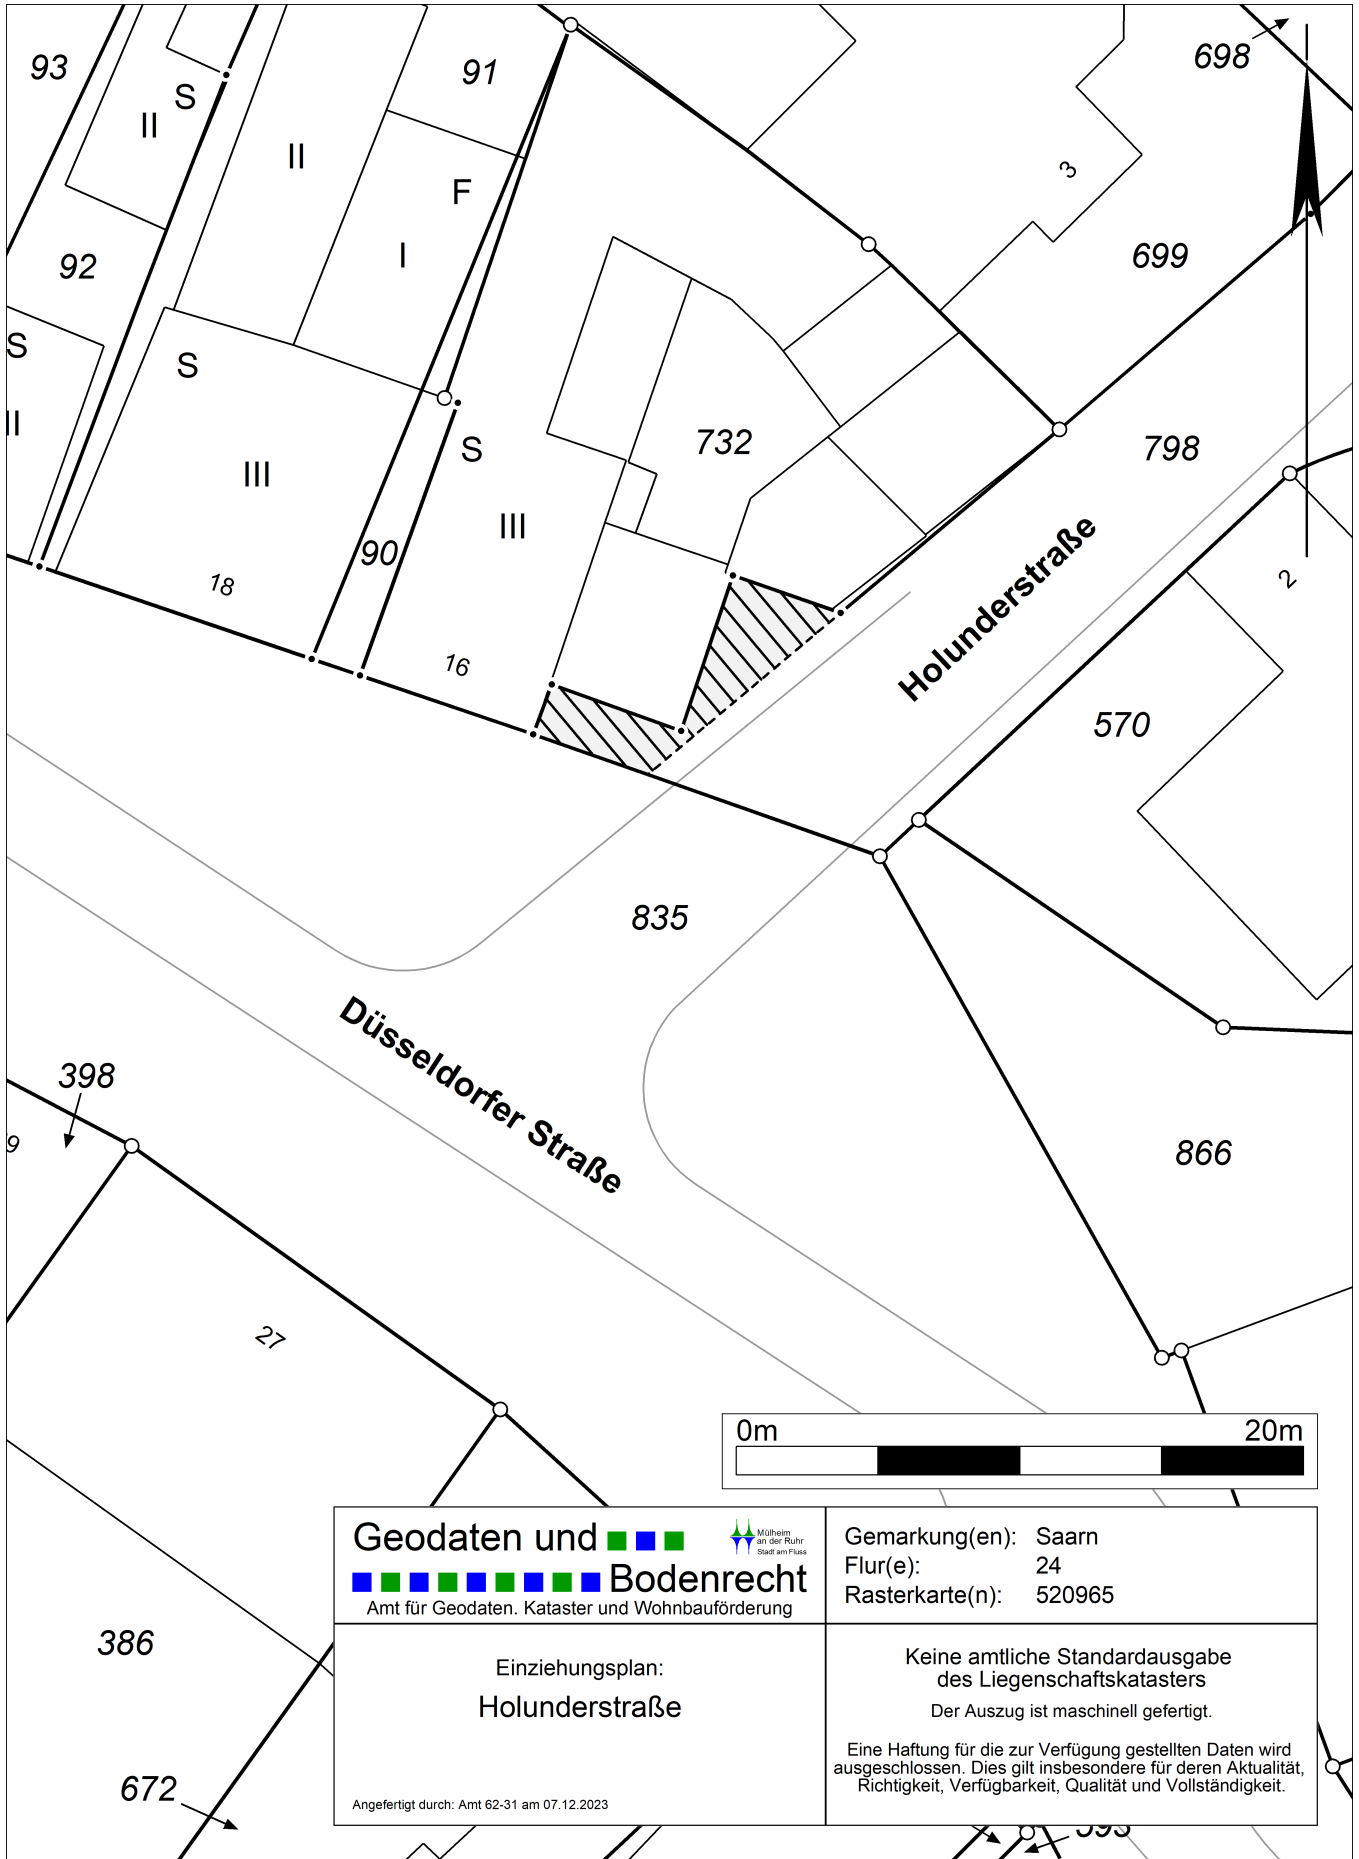 93
S
II
II
91
F
I
698
3
699
92
S
II
S
III
S
III
732
798
90
18
16
Holunderstraße
2
570
835
Düsseldorfer Straße
398
9
866
27
0m 20m
Geodaten und
Bodenrecht
Amt für Geodaten. Kataster und Wohnbauförderung
Mülheim
an der Ruhr
Stadt am Fluss
Gemarkung(en): Saarn
Flur(e): 24
Rasterkarte(n): 520965
386
Einziehungsplan:
Holunderstraße
Angefertigt durch: Amt 62-31 am 07.12.2023
Keine amtliche Standardausgabe
des Liegenschaftskatasters
Der Auszug ist maschinell gefertigt.
Eine Haftung für die zur Verfügung gestellten Daten wird
ausgeschlossen. Dies gilt insbesondere für deren Aktualität,
Richtigkeit, Verfügbarkeit, Qualität und Vollständigkeit.
672